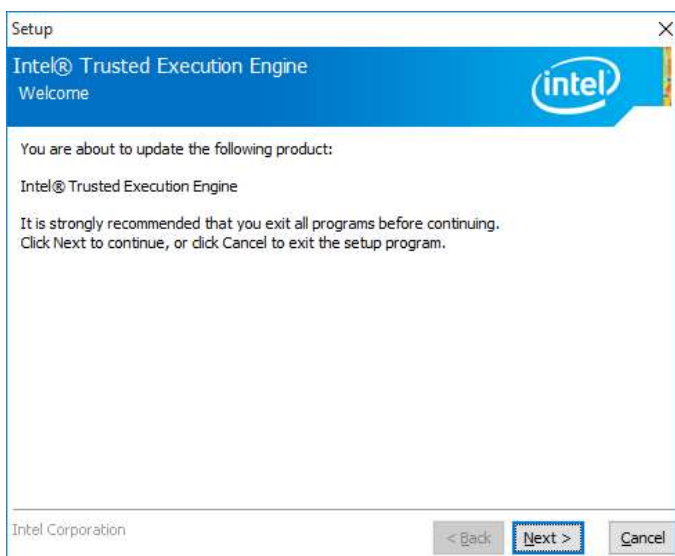 Setup
Intel® Trusted Execution Engine
Welcome
intel
You are about to update the following product:
Intel® Trusted Execution Engine
It is strongly recommended that you exit all programs before continuing.
Click Next to continue, or click Cancel to exit the setup program.
Intel Corporation
< Back Next > Cancel